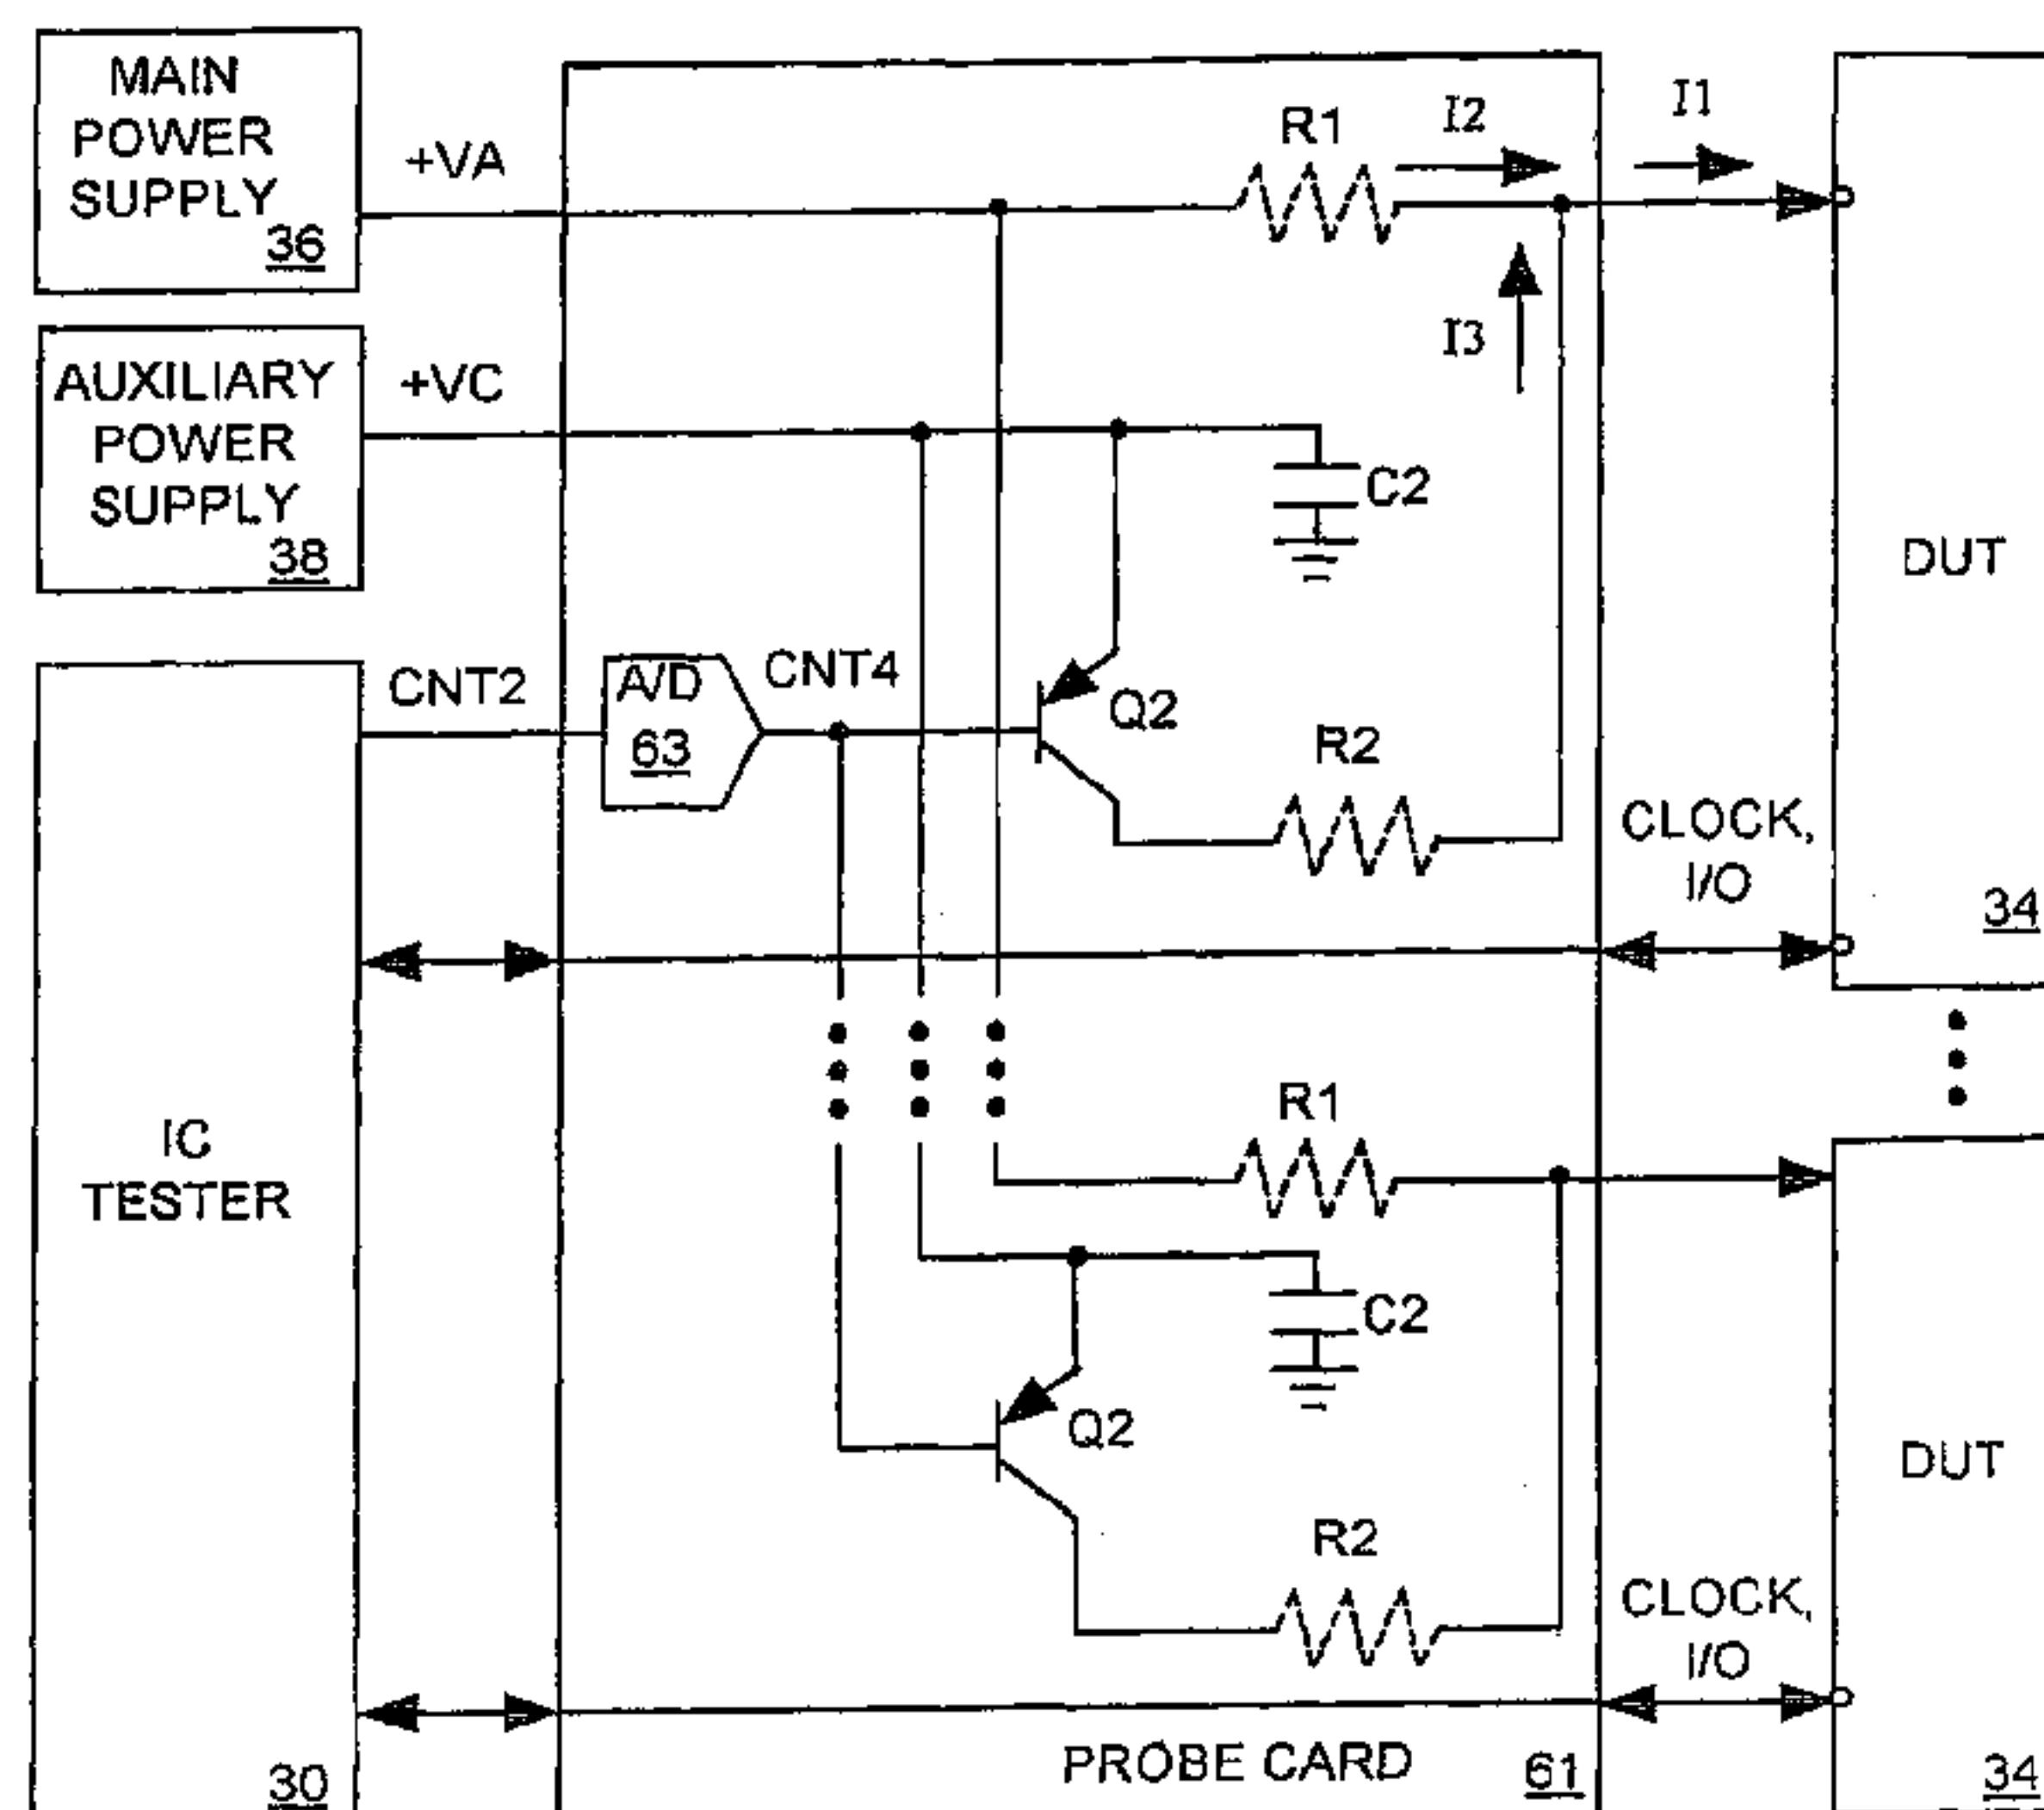 MAIN
POWER
SUPPLY
36
+VA
R1
I2
I1
AUXILIARY
POWER
SUPPLY
38
+VC
I3
C2
DUT
34
CNT2
A/D
63
CNT4
Q2
R2
CLOCK,
I/O
IC
TESTER
30
R1
C2
Q2
R2
DUT
34
CLOCK,
I/O
PROBE CARD
61